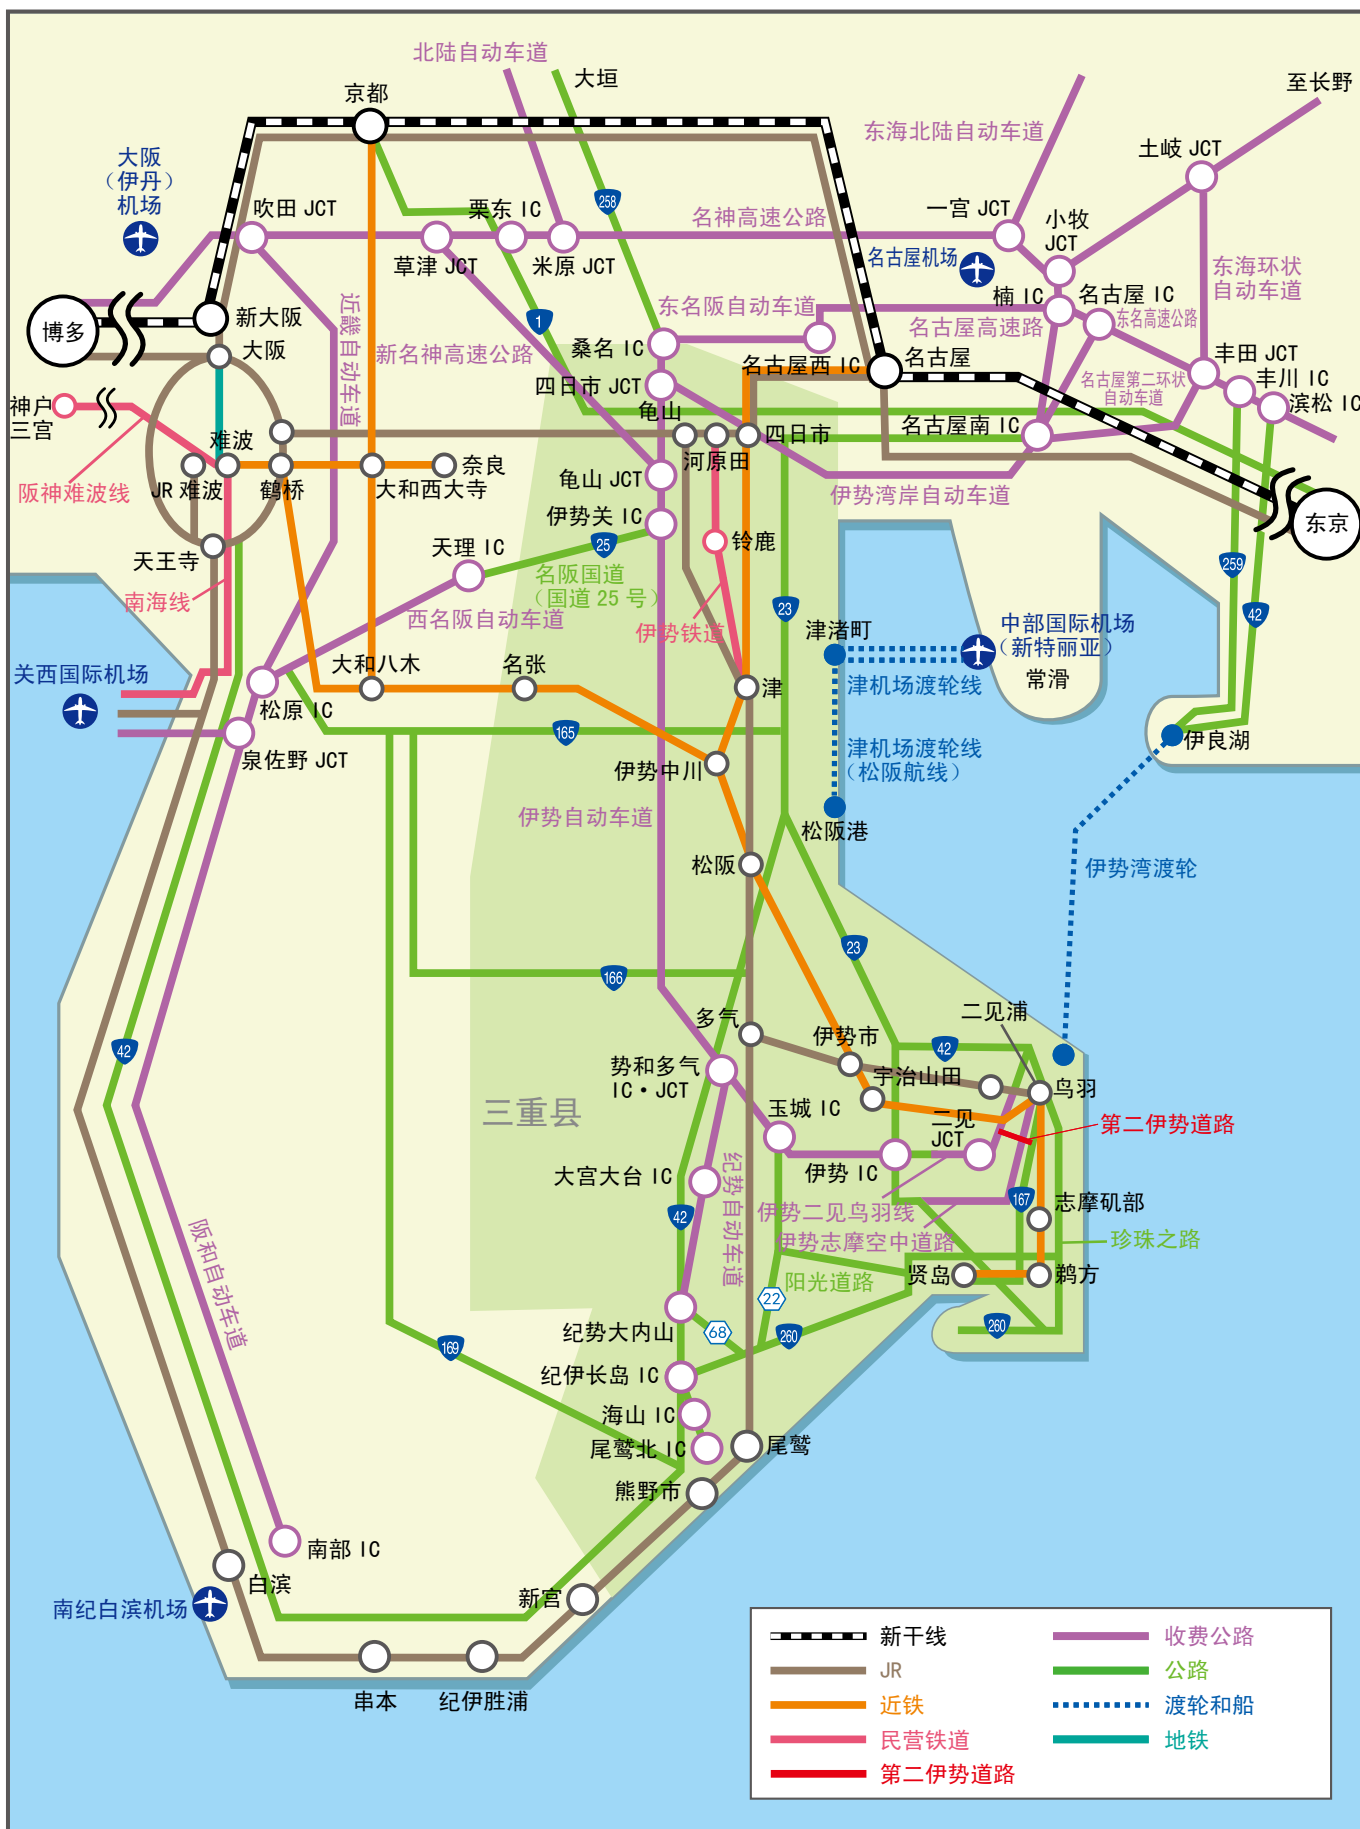 北陆自动车道
大垣
京都
至长野
东海北陆自动车道
土岐 JCT
大阪
（伊丹）
机场
吹田 JCT
栗东 IC
258
名神高速公路
一宫 JCT
小牧
JCT
草津 JCT
米原 JCT
名古屋机场
东海环状
自动车道
近畿自动车道
东名阪自动车道
楠 IC
名古屋 IC
东名高速公路
博多
新大阪
1
新名神高速公路
桑名 IC
名古屋高速路
大阪
名古屋西 IC
名古屋
丰田 JCT
丰川 IC
滨松 IC
四日市 JCT
名古屋第二环状
自动车道
神户
三宫
龟山
难波
四日市
名古屋南 IC
河原田
奈良
阪神难波线
JR 难波
鹤桥
大和西大寺
龟山 JCT
伊势湾岸自动车道
伊势关 IC
东京
天王寺
天理 IC
25
铃鹿
259
名阪国道
（国道 25 号）
南海线
西名阪自动车道
伊势铁道
23
42
津渚町
中部国际机场
（新特丽亚）
常滑
关西国际机场
大和八木
名张
津
津机场渡轮线
松原 IC
165
伊良湖
泉佐野 JCT
伊势中川
津机场渡轮线
（松阪航线）
伊势自动车道
松阪港
松阪
伊势湾渡轮
23
166
多气
二见浦
伊势市
42
42
势和多气
IC・JCT
宇治山田
鸟羽
三重县
玉城 IC
二见
JCT
第二伊势道路
大宫大台 IC
伊势 IC
纪势自动车道
167
42
伊势二见鸟羽线
志摩矶部
伊势志摩空中道路
珍珠之路
阪和自动车道
阳光道路
贤岛
鹉方
22
纪势大内山
68
260
260
169
纪伊长岛 IC
海山 IC
尾鹫北 IC
尾鹫
熊野市
南部 IC
白滨
新宫
南纪白滨机场
串本
纪伊胜浦
新干线
收费公路
JR
公路
近铁
渡轮和船
民营铁道
地铁
第二伊势道路